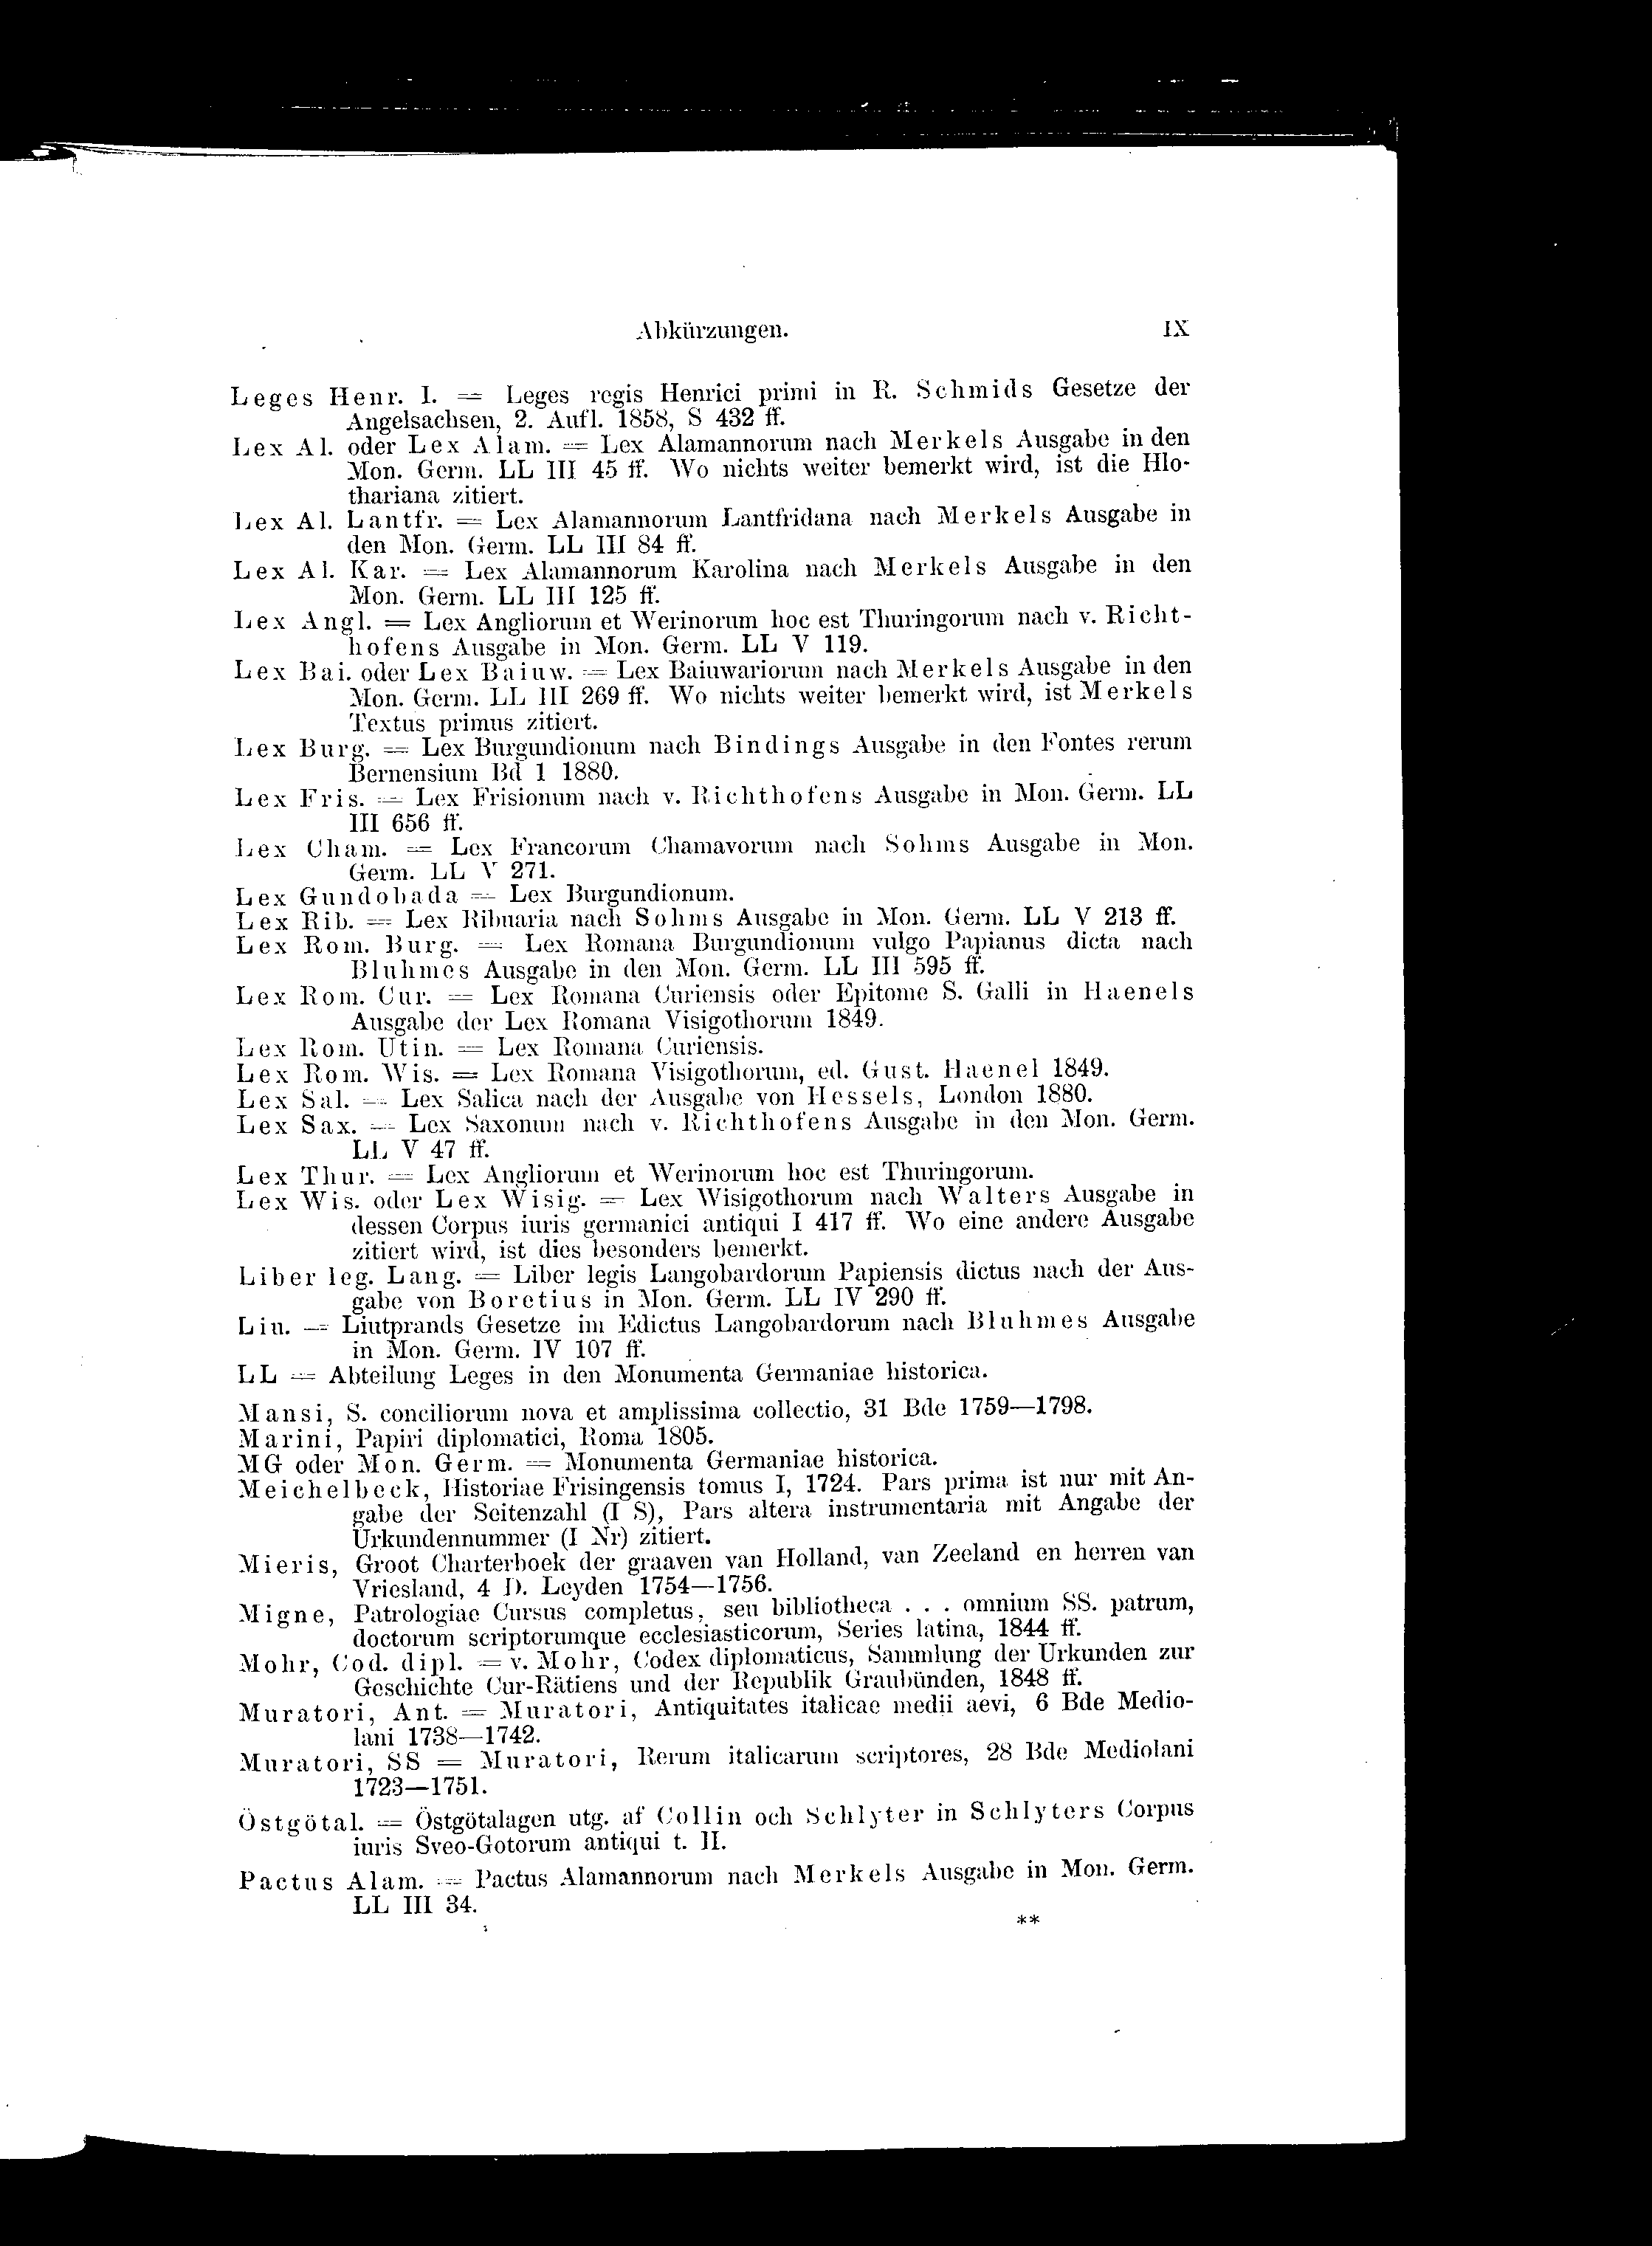 Abkürzungen. IX
Leges Henr. I. = Leges regis Henrici primi in R. Schmids Gesetze der
Angelsachsen, 2. Aufl. 1858, S 432 ff.
Lex Al. oder Lex Alam. = Lex Alamannorum nach Merkels Ausgabe in den
Mon. Germ. LL III 45 ff. Wo nichts weiter bemerkt wird, ist die Hlo-
thariana zitiert.
Lex Al. Lantfr. = Lex Alamannorum Lantfridana nach Merkels Ausgabe in
den Mon. Germ. LL III 84 ff.
Lex Al. Kar. = Lex Alamannorum Karolina nach Merkels Ausgabe in den
Mon. Germ. LL III 125 ff.
Lex Angl. = Lex Angliorum et Werinorum hoc est Thuringorum nach v. Richt-
hofens Ausgabe in Mon. Germ. LL V 119.
Lex Bai. oder Lex Baiuw. = Lex Baiuwariorum nach Merkels Ausgabe in den
Mon. Germ. LL III 269 ff. Wo nichts weiter bemerkt wird, ist Merkels
Textus primus zitiert.
Lex Burg. = Lex Burgundionum nach Bindings Ausgabe in den Fontes rerum
Bernensium Bd 1 1880.
Lex Fris. = Lex Frisionum nach v. Richthofens Ausgabe in Mon. Germ. LL
III 656 ff.
Lex Cham. = Lex Francorum Chamavorum nach Sohms Ausgabe in Mon.
Germ. LL V 271.
Lex Gundobada = Lex Burgundionum.
Lex Rib. = Lex Ribuaria nach Sohms Ausgabe in Mon. Germ. LL V 213 ff.
Lex Rom. Burg. = Lex Romana Burgundionum vulgo Papianus dicta nach
Bluhmes Ausgabe in den Mon. Germ. LL III 595 ff.
Lex Rom. Cur. = Lex Romana Curiensis oder Epitome S. Galli in Haenels
Ausgabe der Lex Romana Visigothorum 1849.
Lex Rom. Utin. = Lex Romana Curiensis.
Lex Rom. Wis. = Lex Romana Visigothorum, ed. Gust. Haenel 1849.
Lex Sal. = Lex Salica nach der Ausgabe von Hessels, London 1880.
Lex Sax. = Lex Saxonum nach v. Richthofens Ausgabe in den Mon. Germ.
LL V 47 ff.
Lex Thur. = Lex Angliorum et Werinorum hoc est Thuringorum.
Lex Wis. oder Lex Wisig. = Lex Wisigothorum nach Walters Ausgabe in
dessen Corpus iuris germanici antiqui I 417 ff. Wo eine andere Ausgabe
zitiert wird, ist dies besonders bemerkt.
Liber leg. Lang. = Liber legis Langobardorum Papiensis dictus nach der Aus-
gabe von Boretius in Mon. Germ. LL IV 290 ff.
Liu. = Liutprands Gesetze im Edictus Langobardorum nach Bluhmes Ausgabe
in Mon. Germ. IV 107 ff.
LL = Abteilung Leges in den Monumenta Germaniae historica.
Mansi, S. conciliorum nova et amplissima collectio, 31 Bde 1759—1798.
Marini, Papiri diplomatici, Roma 1805.
MG oder Mon. Germ. = Monumenta Germaniae historica.
Meichelbeck, Historiae Frisingensis tomus I, 1724. Pars prima ist nur mit An-
gabe der Seitenzahl (I S), Pars altera instrumentaria mit Angabe der
Urkundennummer (I Nr) zitiert.
Mieris, Groot Charterboek der graaven van Holland, van Zeeland en herren van
Vriesland, 4 D. Leyden 1754—1756.
Migne, Patrologiae Cursus completus, seu bibliotheca . . . omnium SS. patrum,
doctorum scriptorumque ecclesiasticorum, Series latina, 1844 ff.
Mohr, Cod. dipl. = v. Mohr, Codex diplomaticus, Sammlung der Urkunden zur
Geschichte Cur-Rätiens und der Republik Graubünden, 1848 ff.
Muratori, Ant. = Muratori, Antiquitates italicae medii aevi, 6 Bde Medio-
lani 1738—1742.
Muratori, SS = Muratori, Rerum italicarum scriptores, 28 Bde Mediolani
1723—1751.
Östgötal. = Östgötalagen utg. af Collin och Schlyter in Schlyters Corpus
iuris Sveo-Gotorum antiqui t. II.
Pactus Alam. = Pactus Alamannorum nach Merkels Ausgabe in Mon. Germ.
LL III 34.
**